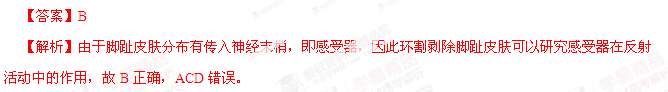 【答案】B
【解析】由于脚趾皮肤分布有传入神经末梢，即感受器，因此环割剥除脚趾皮肤可以研究感受器在反射
活动中的作用，故 B 正确，ACD 错误。